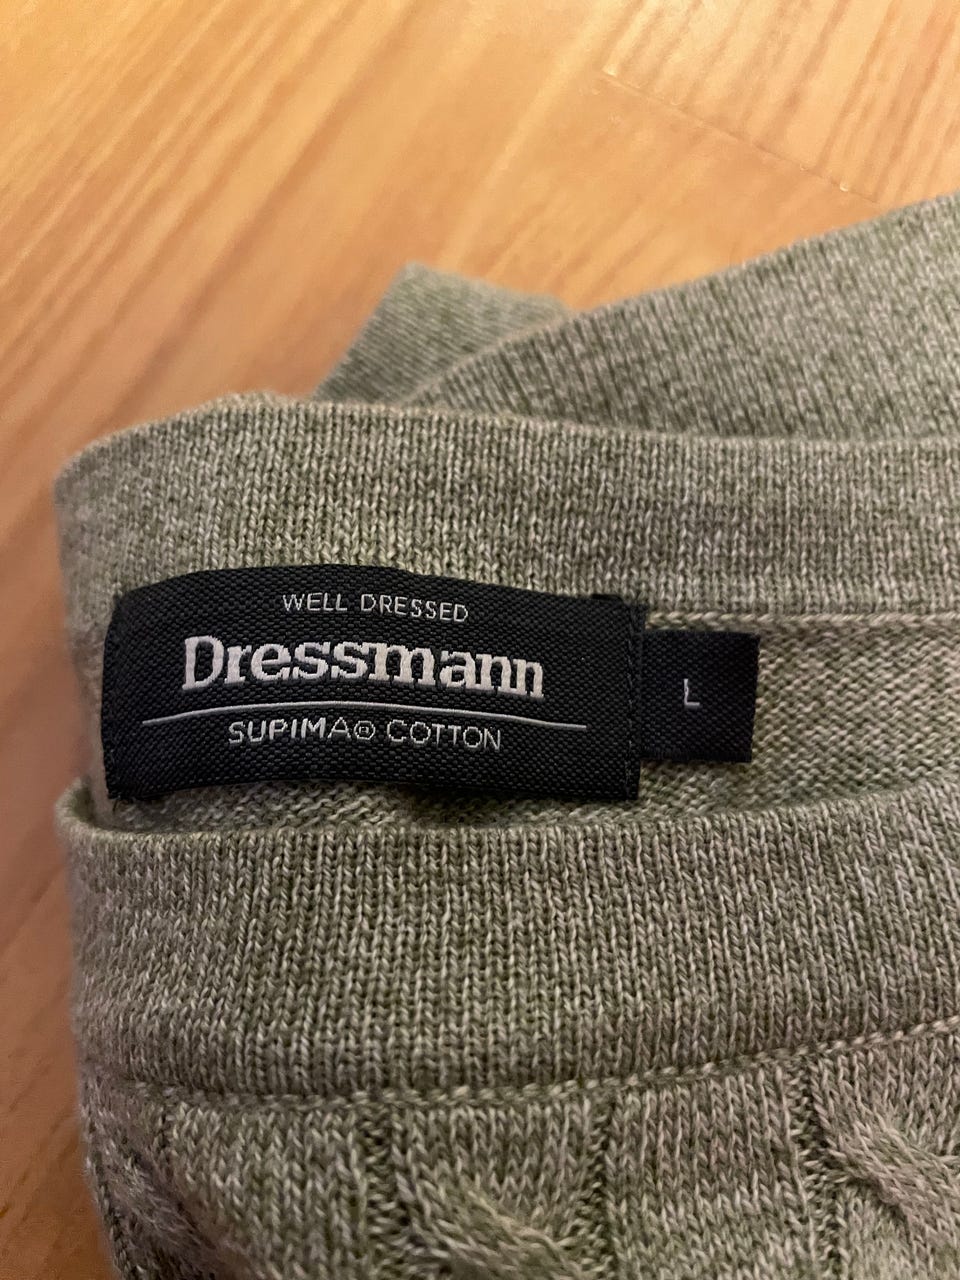 WELL DRESSED
Dressmann
SUPIMA® COTTON
L